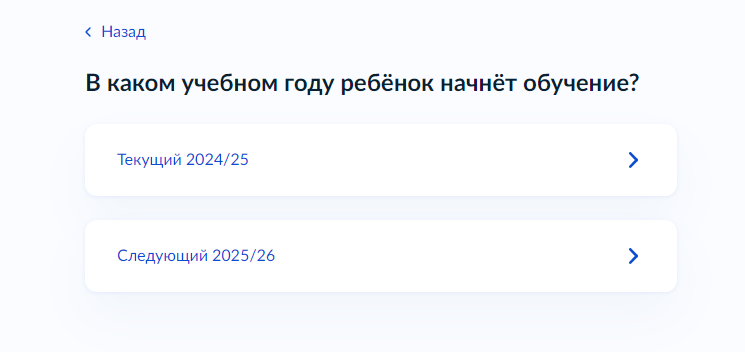 Назад
В каком учебном году ребёнок начнёт обучение?
Текущий 2024/25
Следующий 2025/26